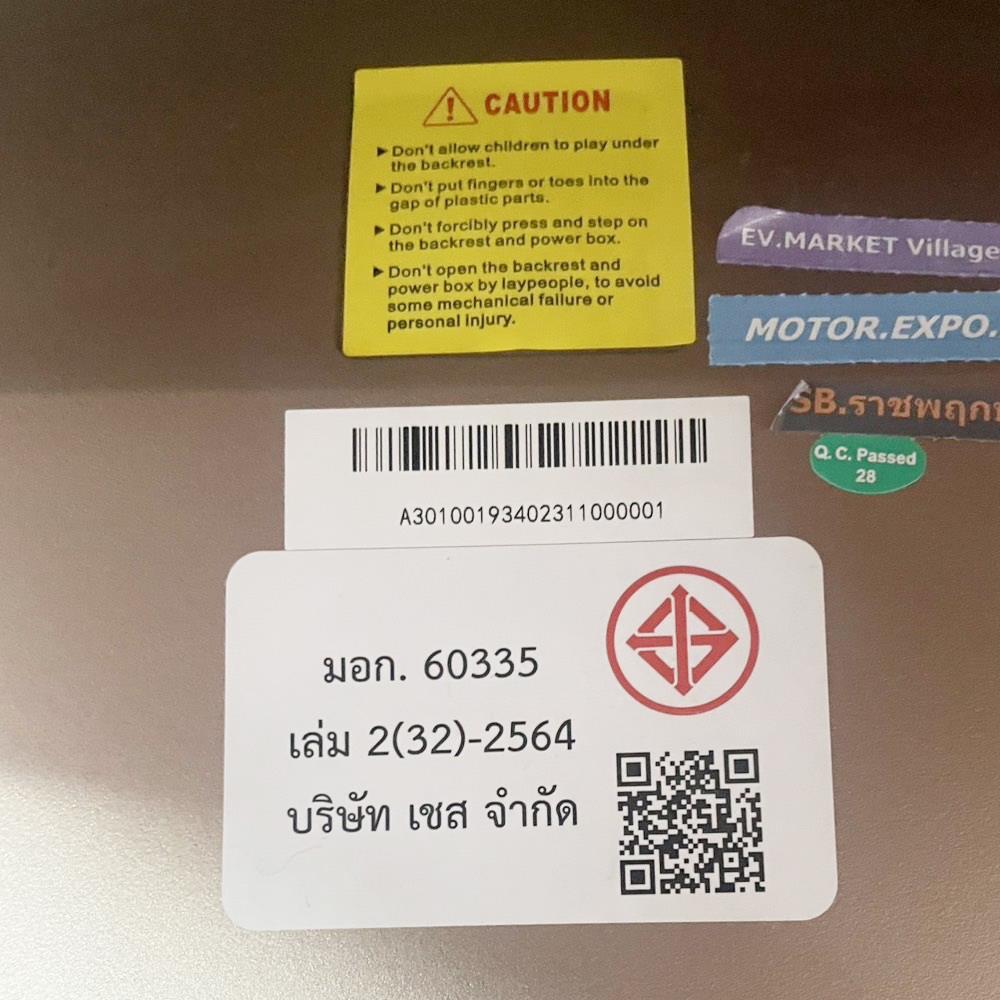 CAUTION
▶ Don't allow children to play under
the backrest.
▶ Don't put fingers or toes into the
gap of plastic parts.
▶ Don't forcibly press and step on
the backrest and power box.
▶ Don't open the backrest and
power box by laypeople, to avoid
some mechanical failure or
personal injury.
EV.MARKET Village
MOTOR.EXPO.
SB.ราชพฤก
Q. C. Passed
28
A30100193402311000001
มอก. 60335
เล่ม 2(32)-2564
บริษัท เชส จำกัด